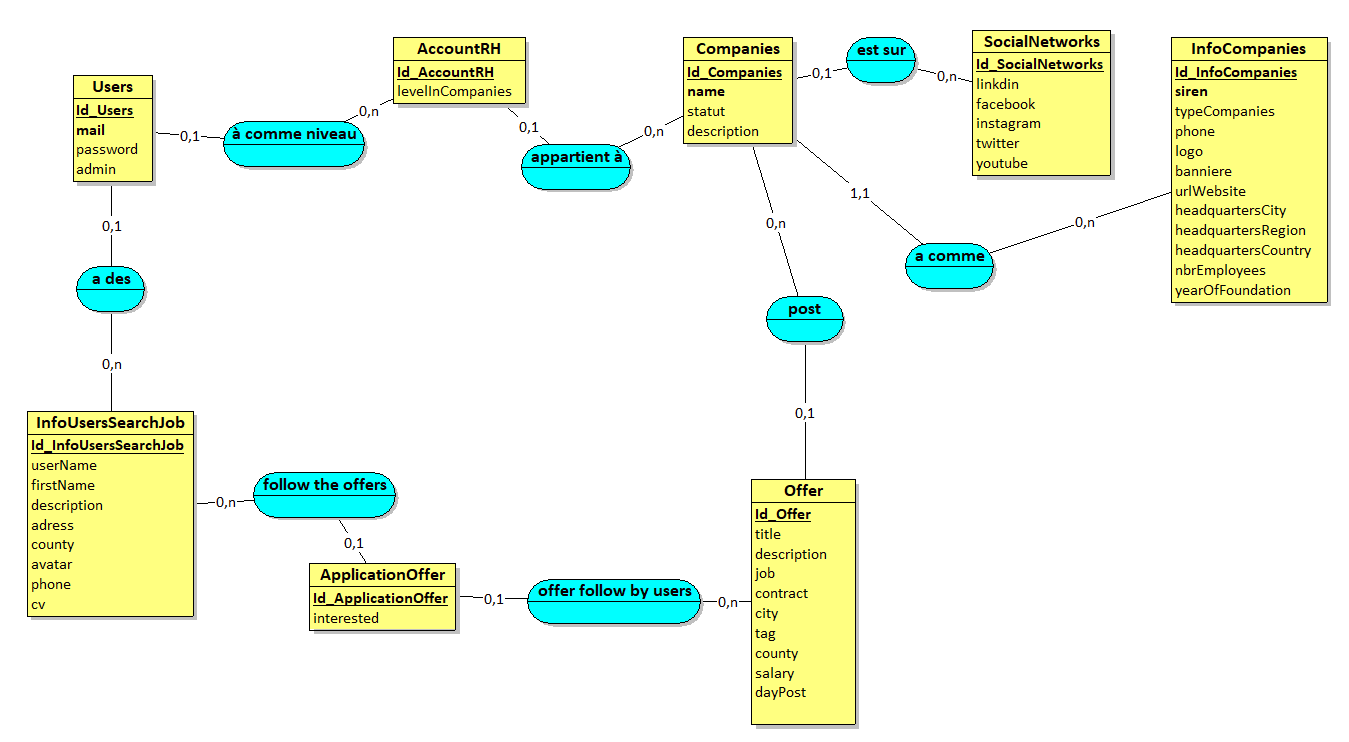 Users
Id_Users
mail
password
admin
0,1
à comme niveau
0,n
AccountRH
Id_AccountRH
levelInCompanies
0,1
appartient à
0,n
Companies
Id_Companies
name
statut
description
0,1
est sur
0,n
SocialNetworks
Id_SocialNetworks
linkdin
facebook
instagram
twitter
youtube
InfoCompanies
Id_InfoCompanies
siren
typeCompanies
phone
logo
banniere
urlWebsite
headquartersCity
headquartersRegion
headquartersCountry
nbrEmployees
yearOfFoundation
1,1
a comme
0,n
0,n
post
0,1
0,1
a des
0,n
InfoUsersSearchJob
Id_InfoUsersSearchJob
userName
firstName
description
adress
county
avatar
phone
cv
0,n
follow the offers
0,1
ApplicationOffer
Id_ApplicationOffer
interested
0,1
offer follow by users
0,n
Offer
Id_Offer
title
description
job
contract
city
tag
county
salary
dayPost